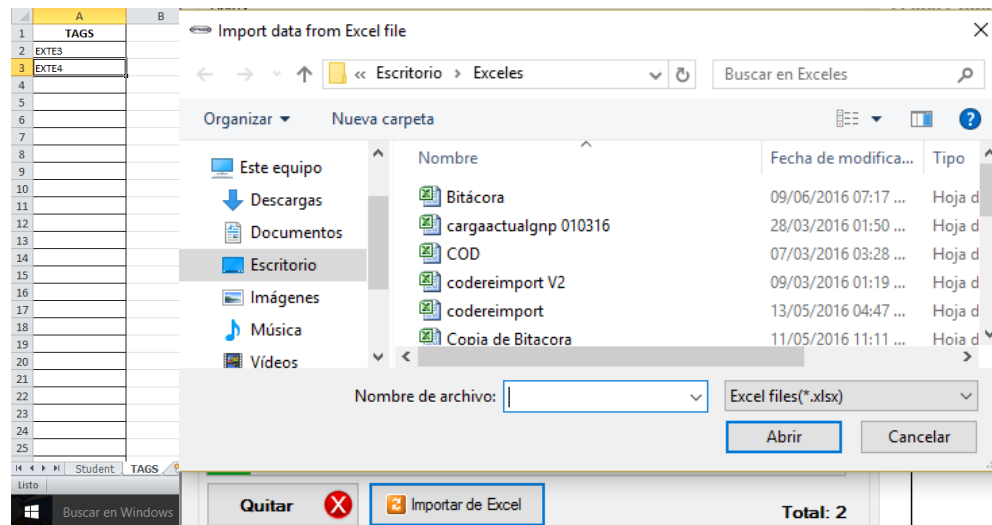 A B
1 TAGS
2 EXTE3
3 EXTE4
4
5
6
7
8
9
10
11
12
13
14
15
16
17
18
19
20
21
22
23
24
25
Student TAGS
Listo
Buscar en Windows
Import data from Excel file
« Escritorio > Exceles
Buscar en Exceles
Organizar Nueva carpeta
Este equipo
Descargas
Documentos
Escritorio
Imágenes
Música
Vídeos
Nombre Fecha de modifica... Tipo
Bitácora 09/06/2016 07:17 ... Hoja d
cargaactualgnp 010316 28/03/2016 01:50 ... Hoja d
COD 07/03/2016 03:28 ... Hoja d
codereimport V2 09/03/2016 01:19 ... Hoja d
codereimport 13/05/2016 04:47 ... Hoja d
Copia de Bitacora 11/05/2016 11:11 ... Hoja d
Nombre de archivo: Excel files(*.xlsx)
Abrir Cancelar
Quitar Importar de Excel Total: 2